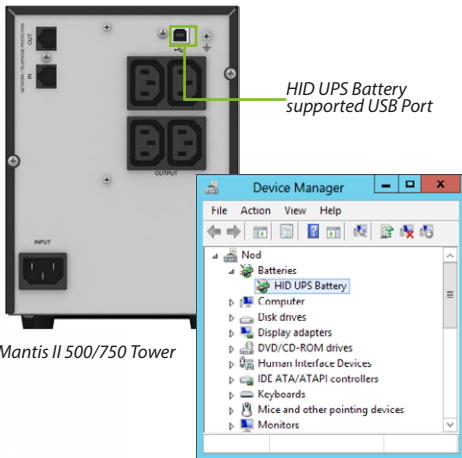 OUT
IN
NETWORK / TELEPHONE PROTECTION
HID UPS Battery
supported USB Port
OUTPUT
INPUT
Mantis II 500/750 Tower
Device Manager
File Action View Help
Nod
Batteries
HID UPS Battery
Computer
Disk drives
Display adapters
DVD/CD-ROM drives
Human Interface Devices
IDE ATA/ATAPI controllers
Keyboards
Mice and other pointing devices
Monitors